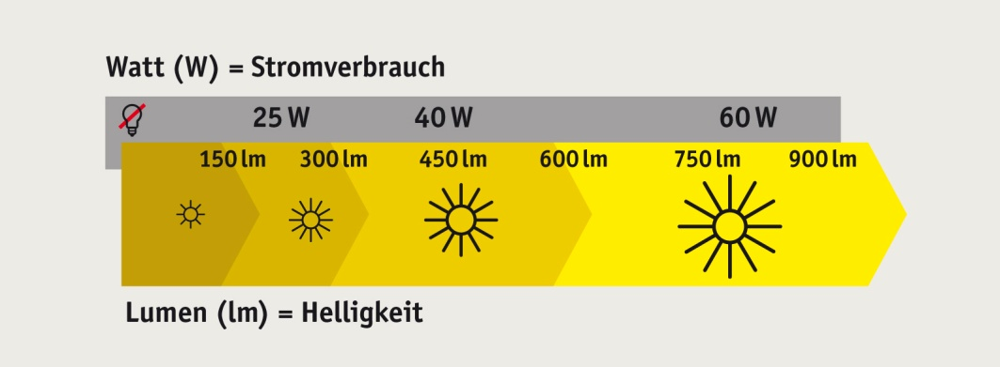 Watt (W) = Stromverbrauch
25 W 40 W 60 W
150 lm 300 lm 450 lm 600 lm 750 lm 900 lm
Lumen (lm) = Helligkeit